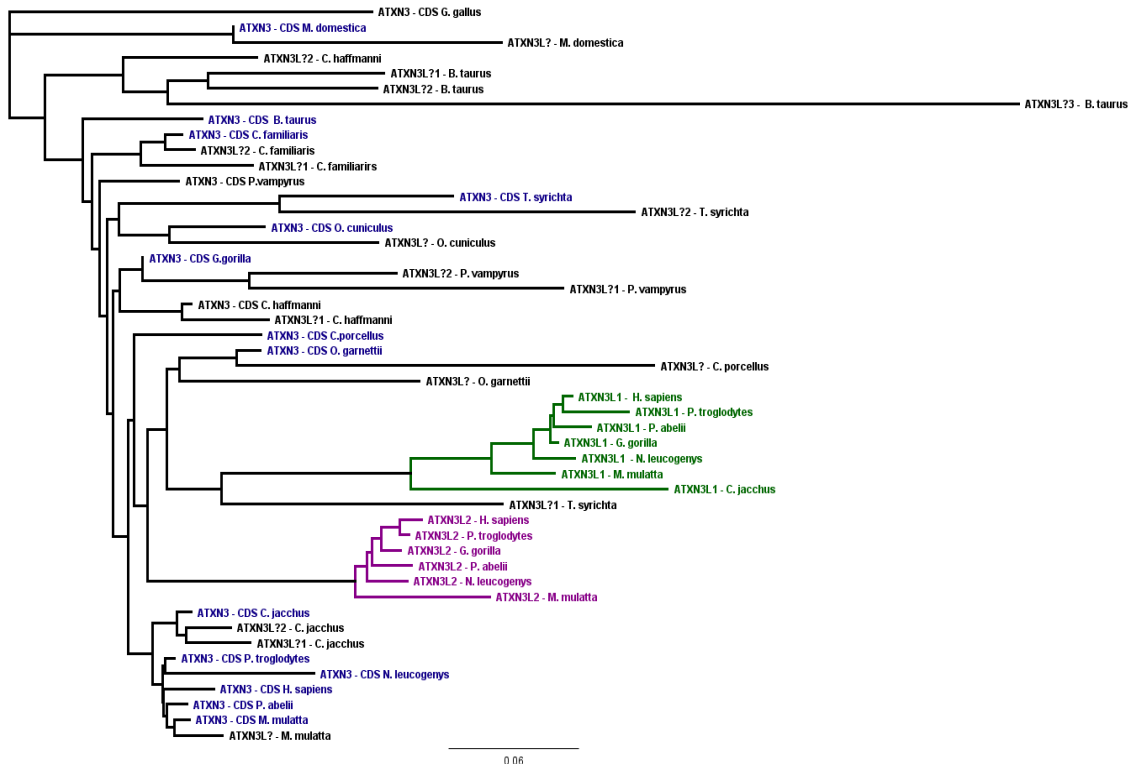 ATXN3 - CDS G. gallus
ATXN3 - CDS M. domestica
ATXN3L? - M. domestica
ATXN3L?2 - C. haffmanni
ATXN3L?1 - B. taurus
ATXN3L?2 - B. taurus
ATXN3L?3 - B. taurus
ATXN3 - CDS B. taurus
ATXN3 - CDS C. familiaris
ATXN3L?2 - C. familiaris
ATXN3L?1 - C. familiarirs
ATXN3 - CDS P.vampyrus
ATXN3 - CDS T. syrichta
ATXN3L?2 - T. syrichta
ATXN3 - CDS O. cuniculus
ATXN3L? - O. cuniculus
ATXN3 - CDS G.gorilla
ATXN3L?2 - P. vampyrus
ATXN3L?1 - P. vampyrus
ATXN3 - CDS C. haffmanni
ATXN3L?1 - C. haffmanni
ATXN3 - CDS C.porcellus
ATXN3 - CDS O. garnettii
ATXN3L? - C. porcellus
ATXN3L? - O. garnettii
ATXN3L1 - H. sapiens
ATXN3L1 - P. troglodytes
ATXN3L1 - P. abelii
ATXN3L1 - G. gorilla
ATXN3L1 - N. leucogenys
ATXN3L1 - M. mulatta
ATXN3L1 - C. jacchus
ATXN3L?1 - T. syrichta
ATXN3L2 - H. sapiens
ATXN3L2 - P. troglodytes
ATXN3L2 - G. gorilla
ATXN3L2 - P. abelii
ATXN3L2 - N. leucogenys
ATXN3L2 - M. mulatta
ATXN3 - CDS C. jacchus
ATXN3L?2 - C. jacchus
ATXN3L?1 - C. jacchus
ATXN3 - CDS P. troglodytes
ATXN3 - CDS N. leucogenys
ATXN3 - CDS H. sapiens
ATXN3 - CDS P. abelii
ATXN3 - CDS M. mulatta
ATXN3L? - M. mulatta
0.06